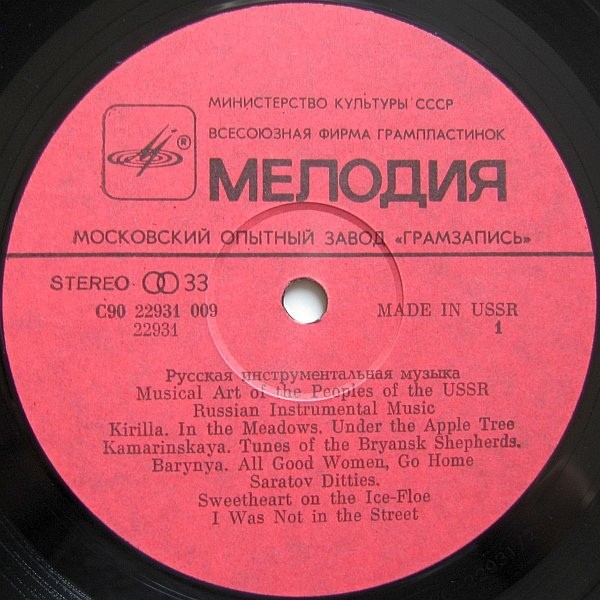 МИНИСТЕРСТВО КУЛЬТУРЫ СССР
ВСЕСОЮЗНАЯ ФИРМА ГРАМПЛАСТИНОК
®
МЕЛОДИЯ
МОСКОВСКИЙ ОПЫТНЫЙ ЗАВОД «ГРАМЗАПИСЬ»
STEREO 33
С90 22931 009
MADE IN USSR
22931
1
Русская инструментальная музыка
Musical Art of the Peoples of the USSR
Russian Instrumental Music
Kirilla. In the Meadows. Under the Apple Tree
Kamarinskaya. Tunes of the Bryansk Shepherds.
Barynya. All Good Women, Go Home
Saratov Ditties.
Sweetheart on the Ice-Floe
I Was Not in the Street